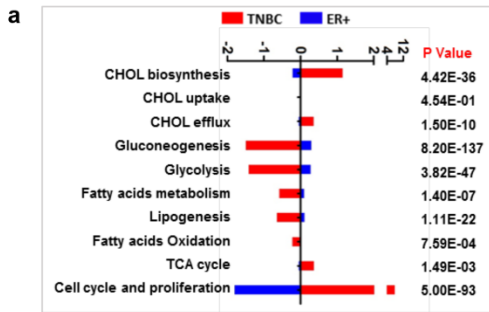 a
TNBC ER+
-2 -1 0 1 2 4 12 P Value
CHOL biosynthesis 4.42E-36
CHOL uptake 4.54E-01
CHOL efflux 1.50E-10
Gluconeogenesis 8.20E-137
Glycolysis 3.82E-47
Fatty acids metabolism 1.40E-07
Lipogenesis 1.11E-22
Fatty acids Oxidation 7.59E-04
TCA cycle 1.49E-03
Cell cycle and proliferation 5.00E-93